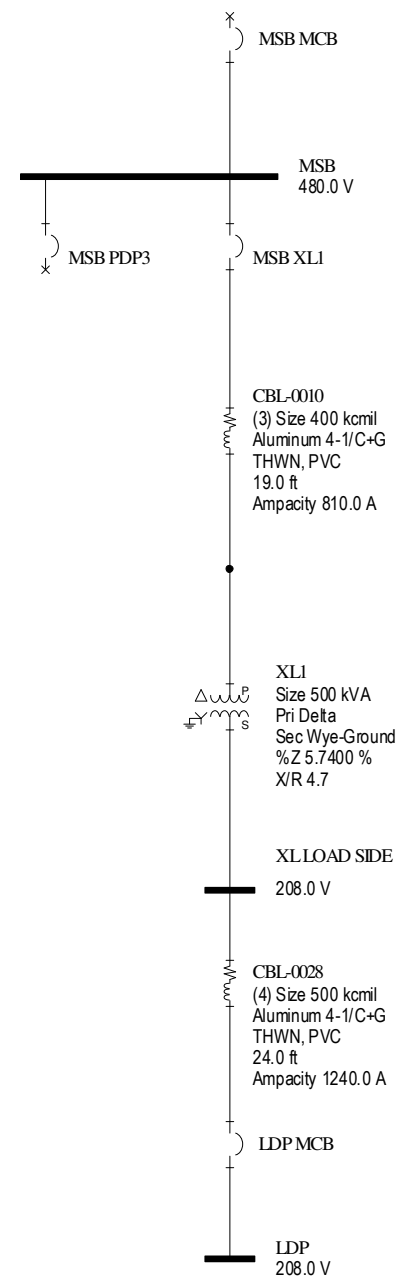 MSB MCB
MSB
480.0 V
MSB PDP3
MSB XL1
CBL-0010
(3) Size 400 kcmil
Aluminum 4-1/C+G
THWN, PVC
19.0 ft
Ampacity 810.0 A
P
S
XL1
Size 500 kVA
Pri Delta
Sec Wye-Ground
%Z 5.7400 %
X/R 4.7
XL LOAD SIDE
208.0 V
CBL-0028
(4) Size 500 kcmil
Aluminum 4-1/C+G
THWN, PVC
24.0 ft
Ampacity 1240.0 A
LDP MCB
LDP
208.0 V